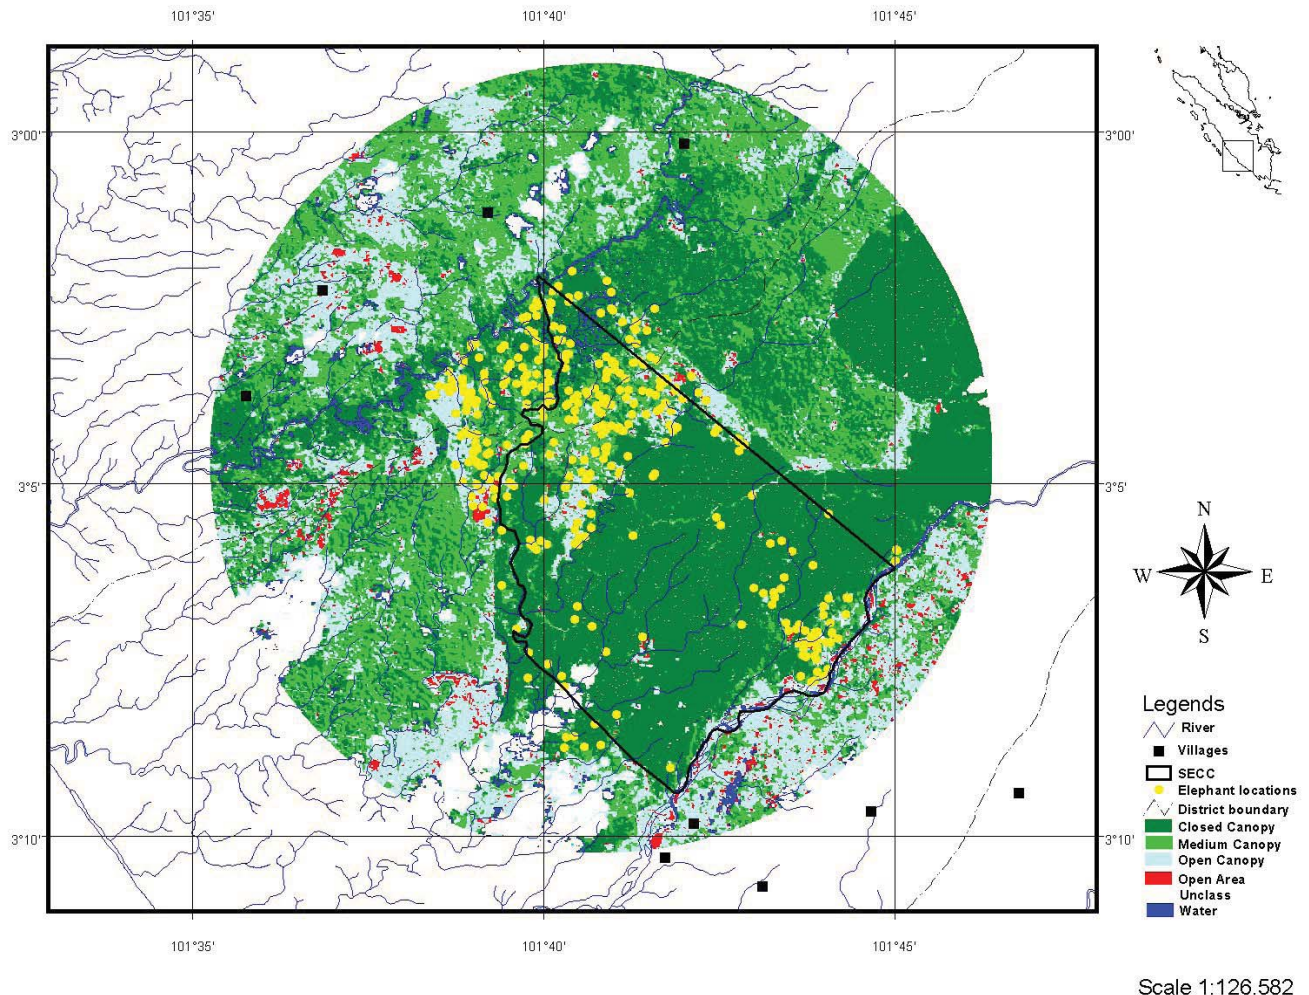 101°35' 101°40' 101°45'
3°00' 3°00'
3°5' 3°5'
N
W E
S
Legends
River
Villages
SECC
Elephant locations
District boundary
Closed Canopy
Medium Canopy
Open Canopy
Open Area
Unclass
Water
3°10' 3°10'
101°35' 101°40' 101°45'
Scale 1:126.582